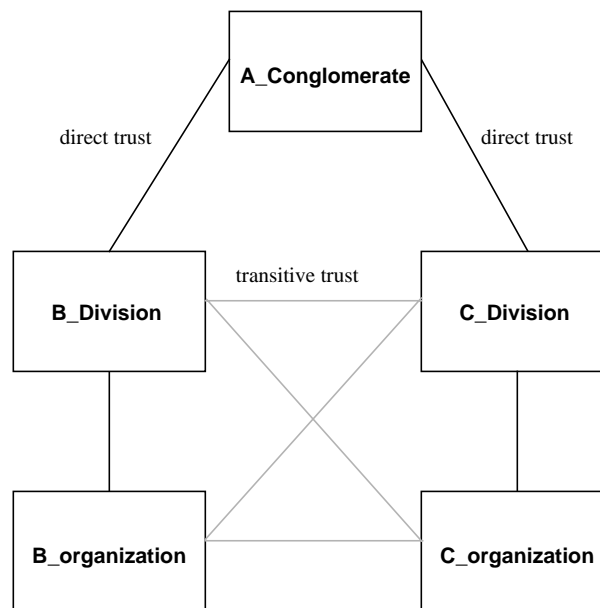 A_Conglomerate
direct trust
direct trust
transitive trust
B_Division
C_Division
B_organization
C_organization